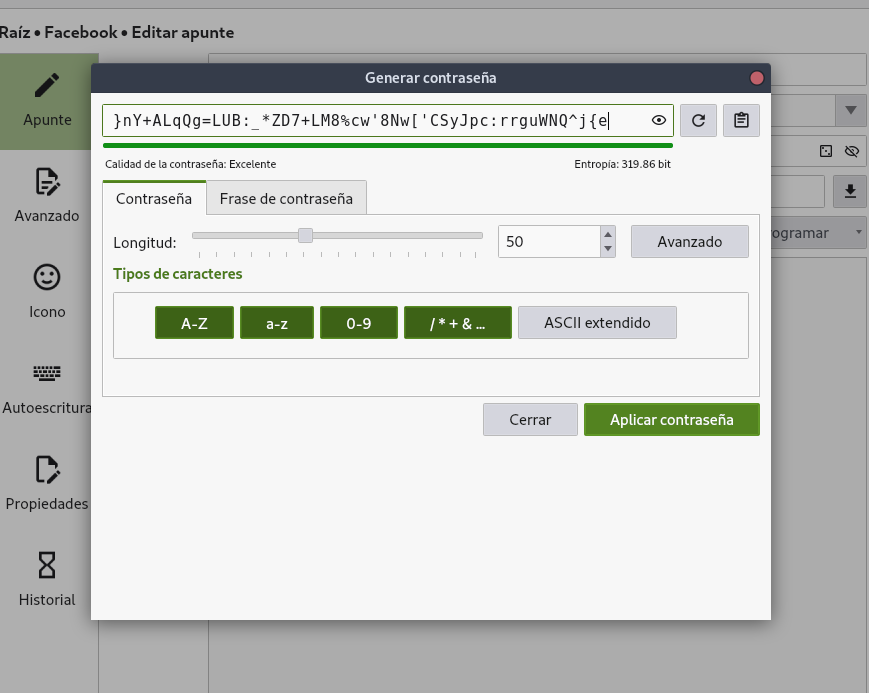 Raíz • Facebook • Editar apunte
Generar contraseña
}nY+ALqQg=LUB:_*ZD7+LM8%cw'8Nw['CSyJpc:rrguWNQ^j{e
Calidad de la contraseña: Excelente
Entropía: 319.86 bit
Contraseña
Frase de contraseña
Longitud:
50
Avanzado
Tipos de caracteres
A-Z
a-z
0-9
/ * + & ...
ASCII extendido
Cerrar
Aplicar contraseña
Apunte
Avanzado
Icono
Autoescritura
Propiedades
Historial
ogramar